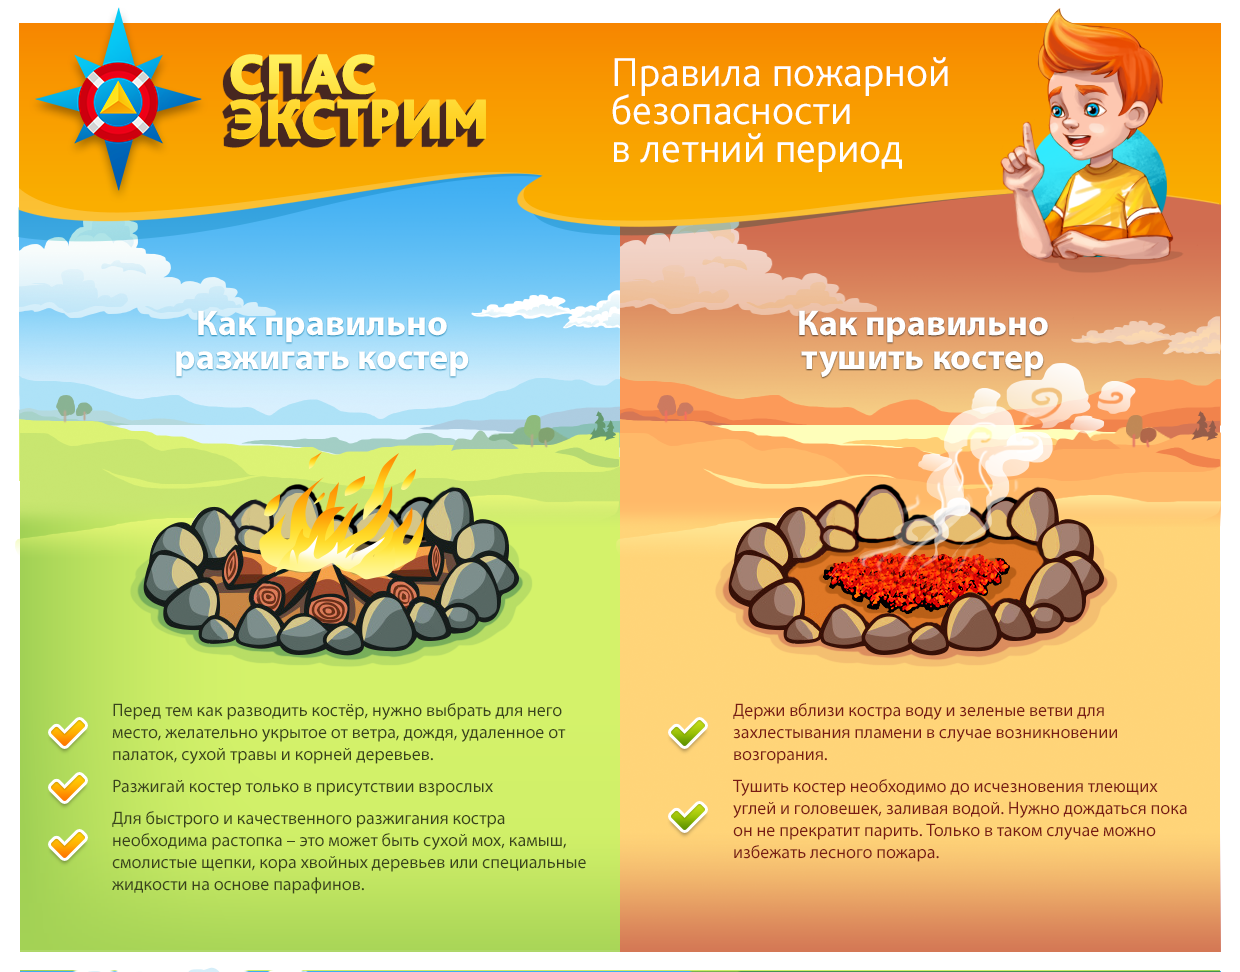 СПАС
ЭКСТРИМ
Правила пожарной
безопасности
в летний период
Как правильно
разжигать костер
Перед тем как разводить костёр, нужно выбрать для него
место, желательно укрытое от ветра, дождя, удаленное от
палаток, сухой травы и корней деревьев.
Разжигай костер только в присутствии взрослых
Для быстрого и качественного разжигания костра
необходима растопка – это может быть сухой мох, камыш,
смолистые щепки, кора хвойных деревьев или специальные
жидкости на основе парафинов.
Как правильно
тушить костер
Держи вблизи костра воду и зеленые ветви для
захлестывания пламени в случае возникновении
возгорания.
Тушить костер необходимо до исчезновения тлеющих
углей и головешек, заливая водой. Нужно дождаться пока
он не прекратит парить. Только в таком случае можно
избежать лесного пожара.